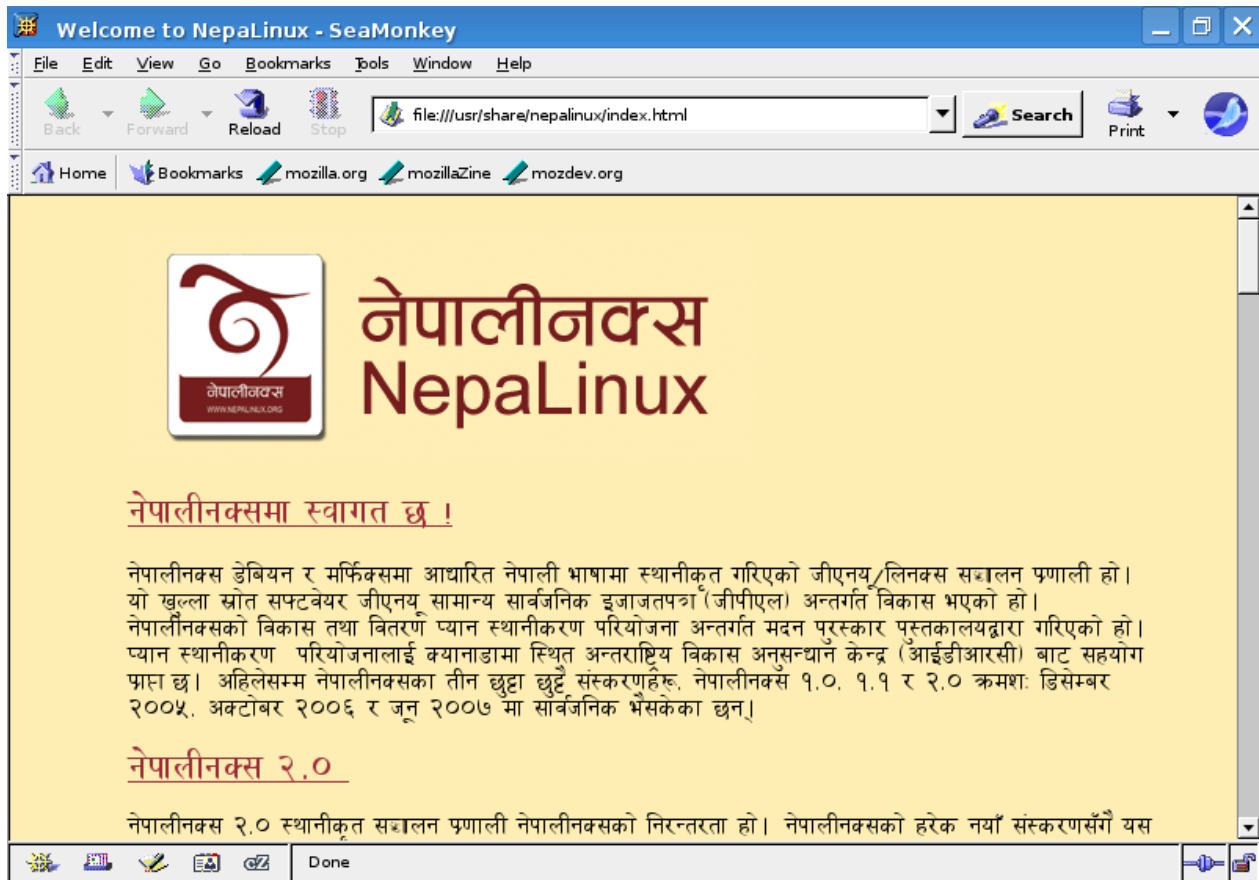 Welcome to NepaLinux - SeaMonkey
File Edit View Go Bookmarks Tools Window Help
Back Forward Reload Stop file:///usr/share/nepalinux/index.html Search Print
Home Bookmarks mozilla.org mozillaZine mozdev.org
नेपालीनक्स
NepaLinux
नेपालीनक्स
WWW.NEPALINUX.ORG
नेपालीनक्समा स्वागत छ !
नेपालीनक्स डेबियन र मर्फिक्समा आधारित नेपाली भाषामा स्थानीकृत गरिएको जीएनयू/लिनक्स सञ्चालन प्रणाली हो।
यो खुल्ला स्रोत सफ्टवेयर जीएनयू सामान्य सार्वजनिक इजाजतपत्र (जीपीएल) अन्तर्गत विकास भएको हो।
नेपालीनक्सको विकास तथा वितरण प्यान स्थानीकरण परियोजना अन्तर्गत मदन पुरस्कार पुस्तकालयद्वारा गरिएको हो।
प्यान स्थानीकरण परियोजनालाई क्यानाडामा स्थित अन्तराष्ट्रिय विकास अनुसन्धान केन्द्र (आईडीआरसी) बाट सहयोग
प्राप्त छ। अहिलेसम्म नेपालीनक्सका तीन छुट्टा छुट्टै संस्करणहरू, नेपालीनक्स १.०, १.१ र २.० क्रमशः डिसेम्बर
२००५, अक्टोबर २००६ र जून २००७ मा सार्वजनिक भैसकेका छन्।
नेपालीनक्स २.०
नेपालीनक्स २.० स्थानीकृत सञ्चालन प्रणाली नेपालीनक्सको निरन्तरता हो। नेपालीनक्सको हरेक नयाँ संस्करणसँगै यस
Done